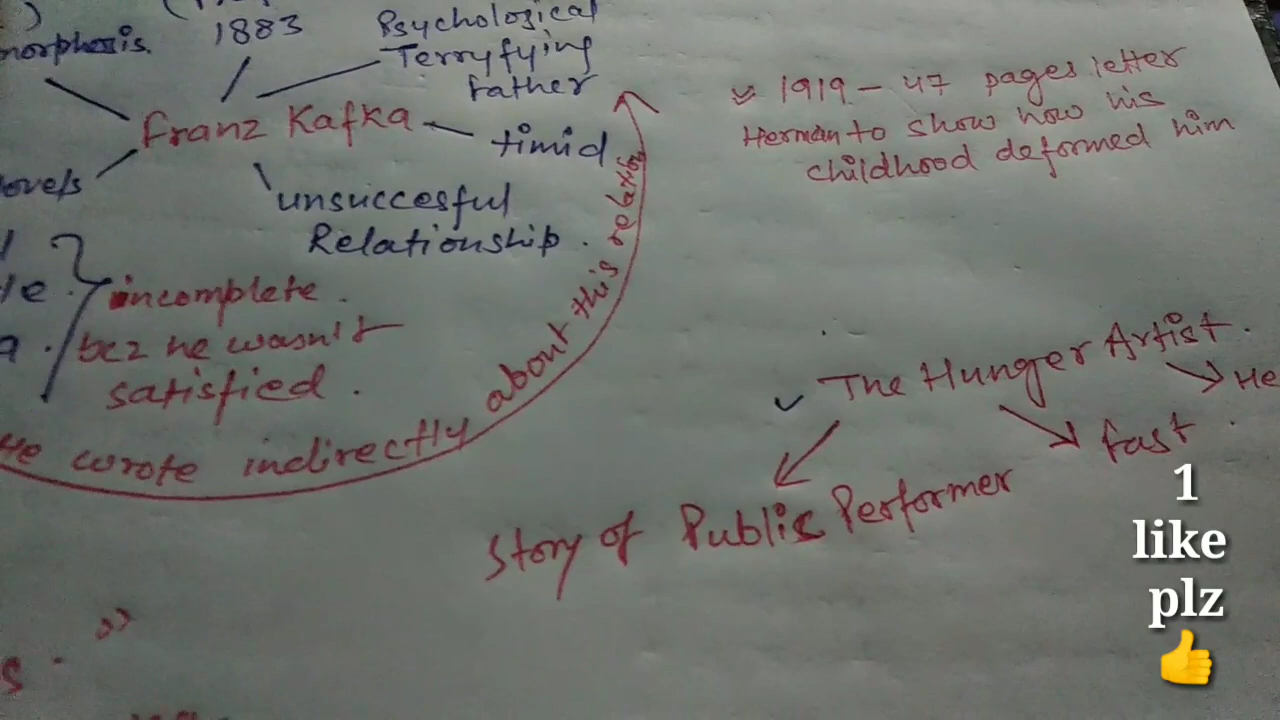 1883
Psychological
Terryfying
father
morphosis.
Franz Kafka
timid
unsuccesful
Relationship.
ovels
incomplete.
bcz he wasn't
satisfied.
He wrote indirectly about this relation
1919 - 47 pages letter
Herman to show how his
childhood deformed him
The Hunger Artist.
He
fast
Story of Public Performer
1
like
plz